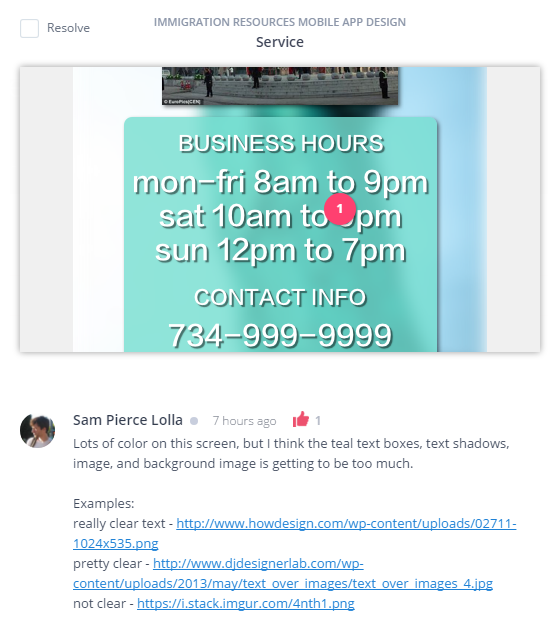 Resolve
IMMIGRATION RESOURCES MOBILE APP DESIGN
Service
© EuroPics[CEN]
BUSINESS HOURS
mon–fri 8am to 9pm
sat 10am to pm
1
sun 12pm to 7pm
CONTACT INFO
734–999–9999
Sam Pierce Lolla
7 hours ago
1
Lots of color on this screen, but I think the teal text boxes, text shadows,
image, and background image is getting to be too much.
Examples:
really clear text - http://www.howdesign.com/wp-content/uploads/02711-
1024x535.png
pretty clear - http://www.djdesignerlab.com/wp-
content/uploads/2013/may/text_over_images/text_over_images_4.jpg
not clear - https://i.stack.imgur.com/4nth1.png